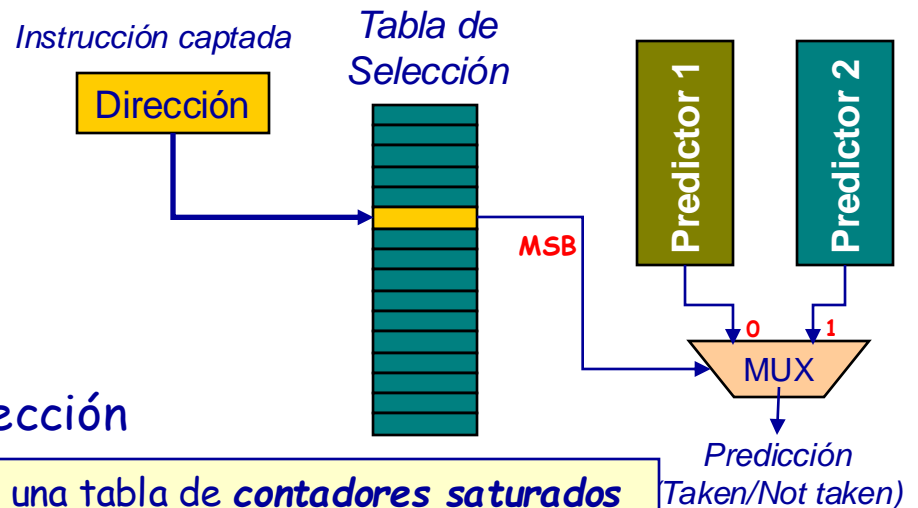 Instrucción captada
Tabla de
Selección
Dirección
Predictor 1
Predictor 2
MSB
0
1
MUX
ección
Predicción
(Taken/Not taken)
una tabla de contadores saturados